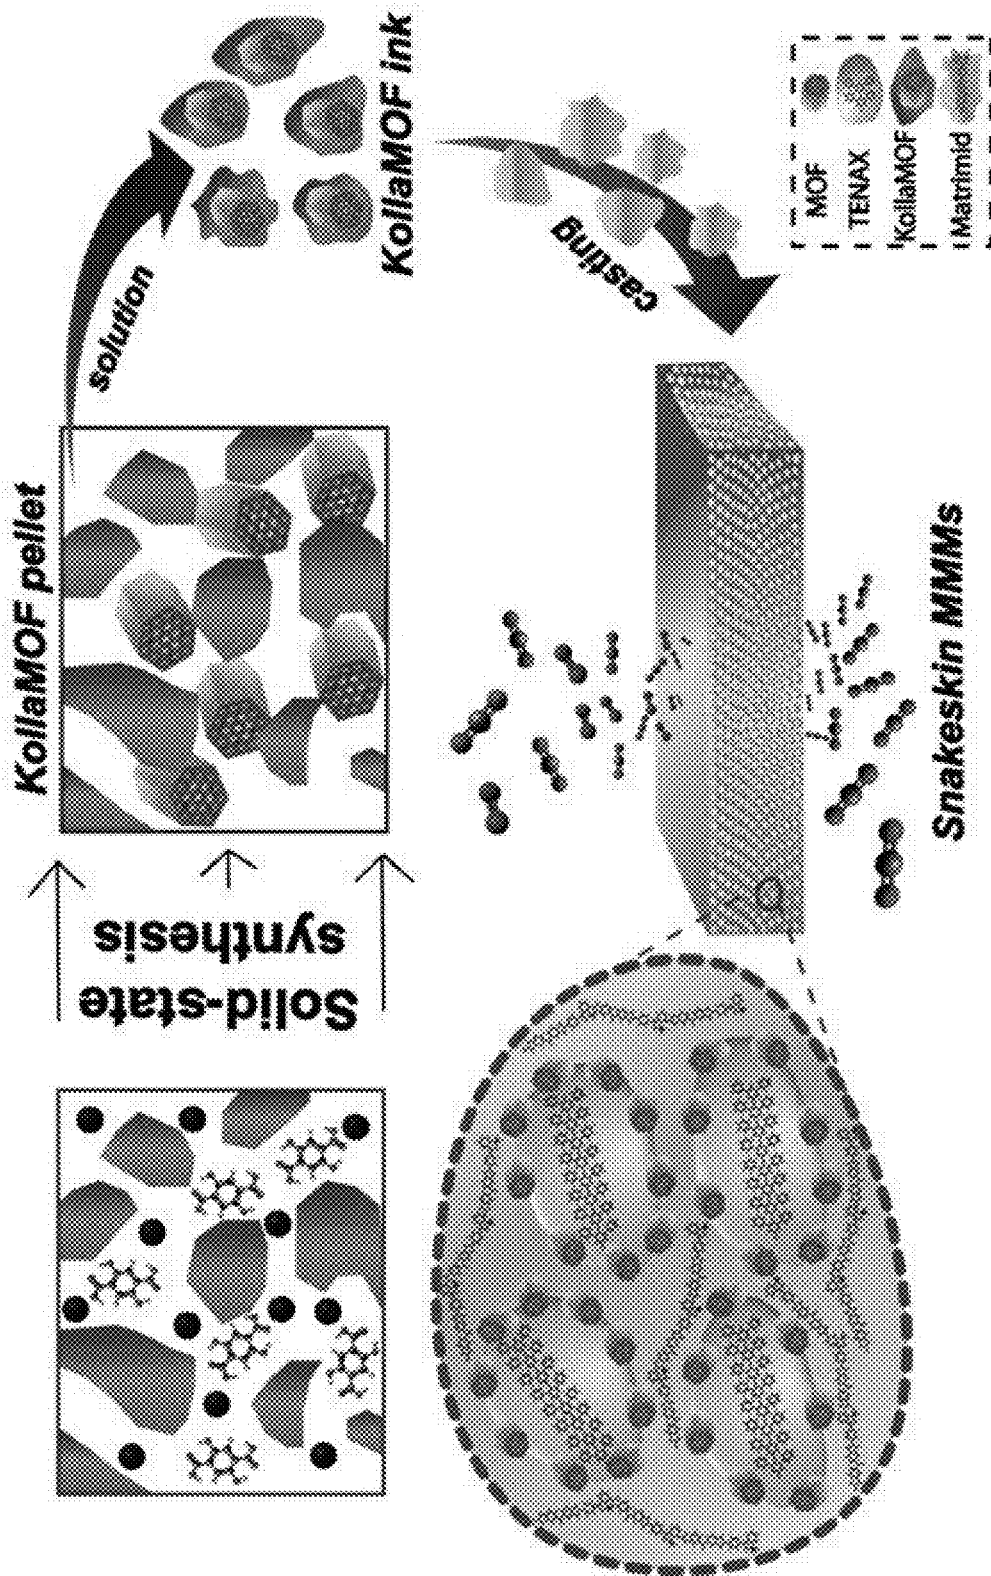 Solid-state
synthesis
KollaMOF pellet
solution
KollaMOF ink
casting
Snakeskin MMMs
MOF
TENAX
KollaMOF
Matrimid